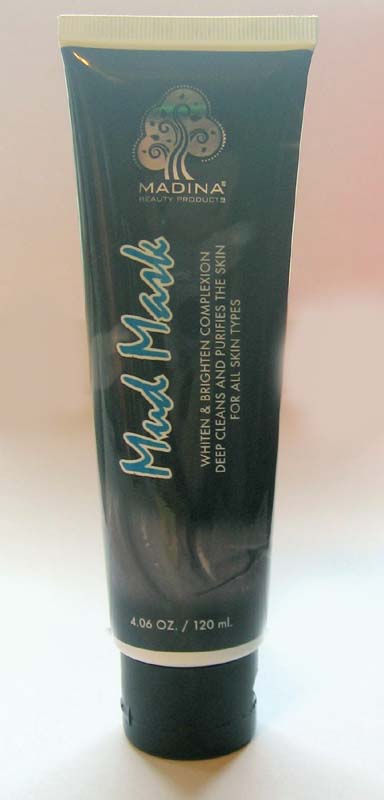 MADINA®
BEAUTY PRODUCTS
Mud Mask
WHITEN & BRIGHTEN COMPLEXION
DEEP CLEANS AND PURIFIES THE SKIN
FOR ALL SKIN TYPES
4.06 OZ. / 120 ml.